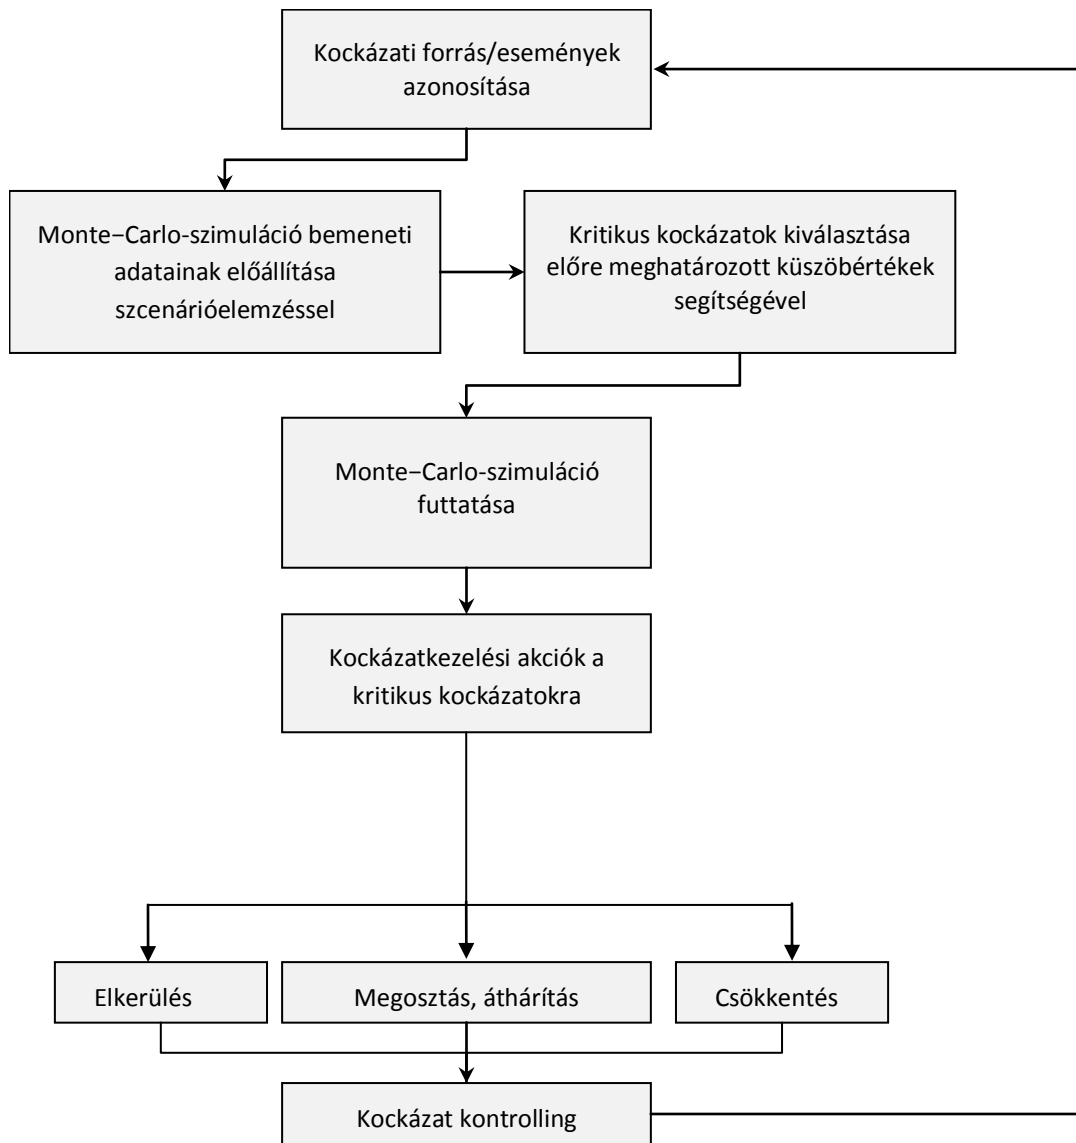 Kockázati forrás/események
azonosítása
Monte−Carlo-szimuláció bemeneti
adatainak előállítása
szcenárióelemzéssel
Kritikus kockázatok kiválasztása
előre meghatározott küszöbértékek
segítségével
Monte−Carlo-szimuláció
futtatása
Kockázatkezelési akciók a
kritikus kockázatokra
Elkerülés
Megosztás, áthárítás
Csökkentés
Kockázat kontrolling